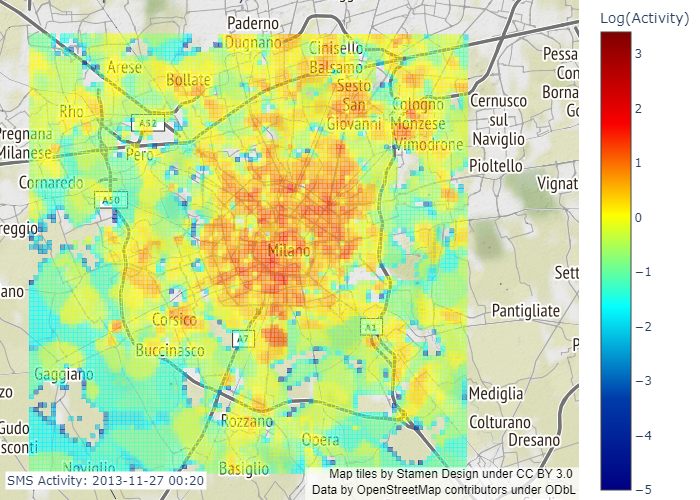 Log(Activity)
Paderno
Dugnano
Cinisello
Balsamo
Arese
Bollate
Sesto
San
Giovanni
Pessa
Con
Borna
Go
Rho
A52
Cologno
Monzese
Cernusco
sul
Naviglio
Pregnana
Milanese
Pero
Vimodrone
Pioltello
Cornaredo
Vignat
A50
reggio
Milano
Sett
ano
Pantigliate
Corsico
A7
A1
Buccinasco
P
Gaggiano
zo
Mediglia
Rozzano
Colturano
Gudo
sconti
Opera
Dresano
Noviglio
Basiglio
SMS Activity: 2013-11-27 00:20
Map tiles by Stamen Design under CC BY 3.0
Data by OpenStreetMap contributors under ODbL
3
2
1
0
−1
−2
−3
−4
−5